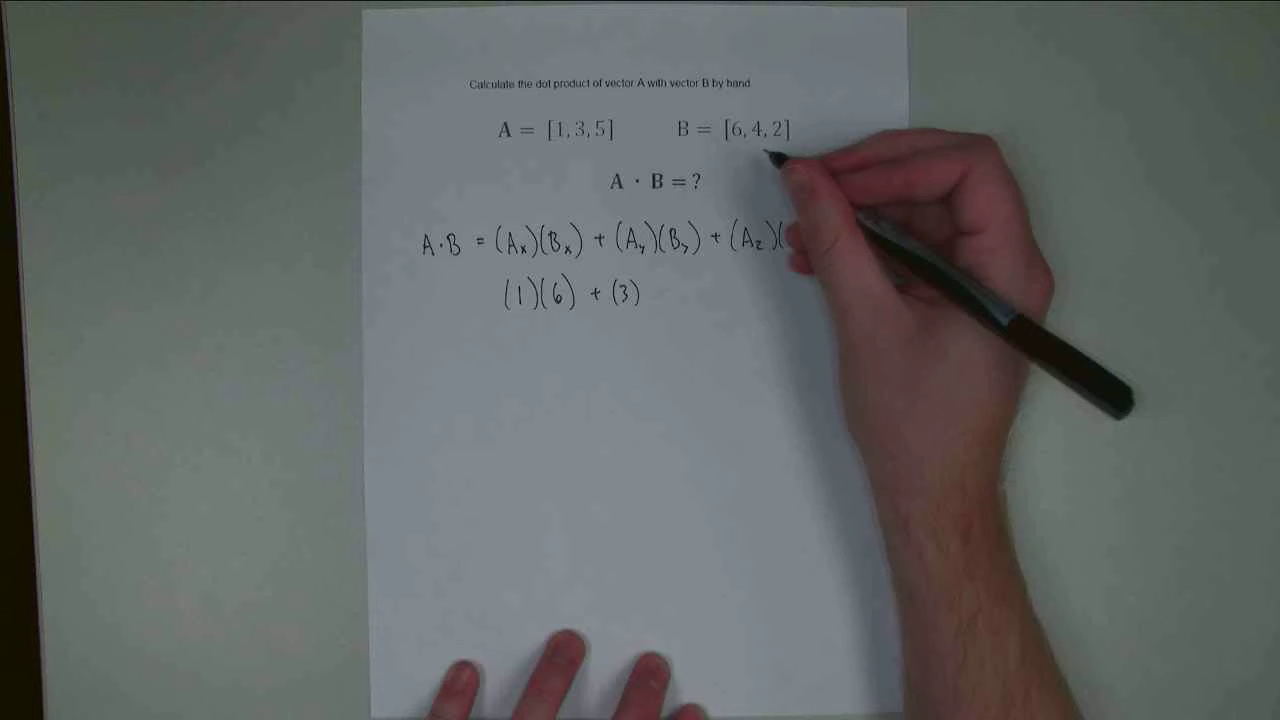 Calculate the dot product of vector A with vector B by hand
A = [1, 3, 5] B = [6, 4, 2]
A · B = ?
A·B = (Ax)(Bx) + (Ay)(By) + (Az)(
(1)(6) + (3)